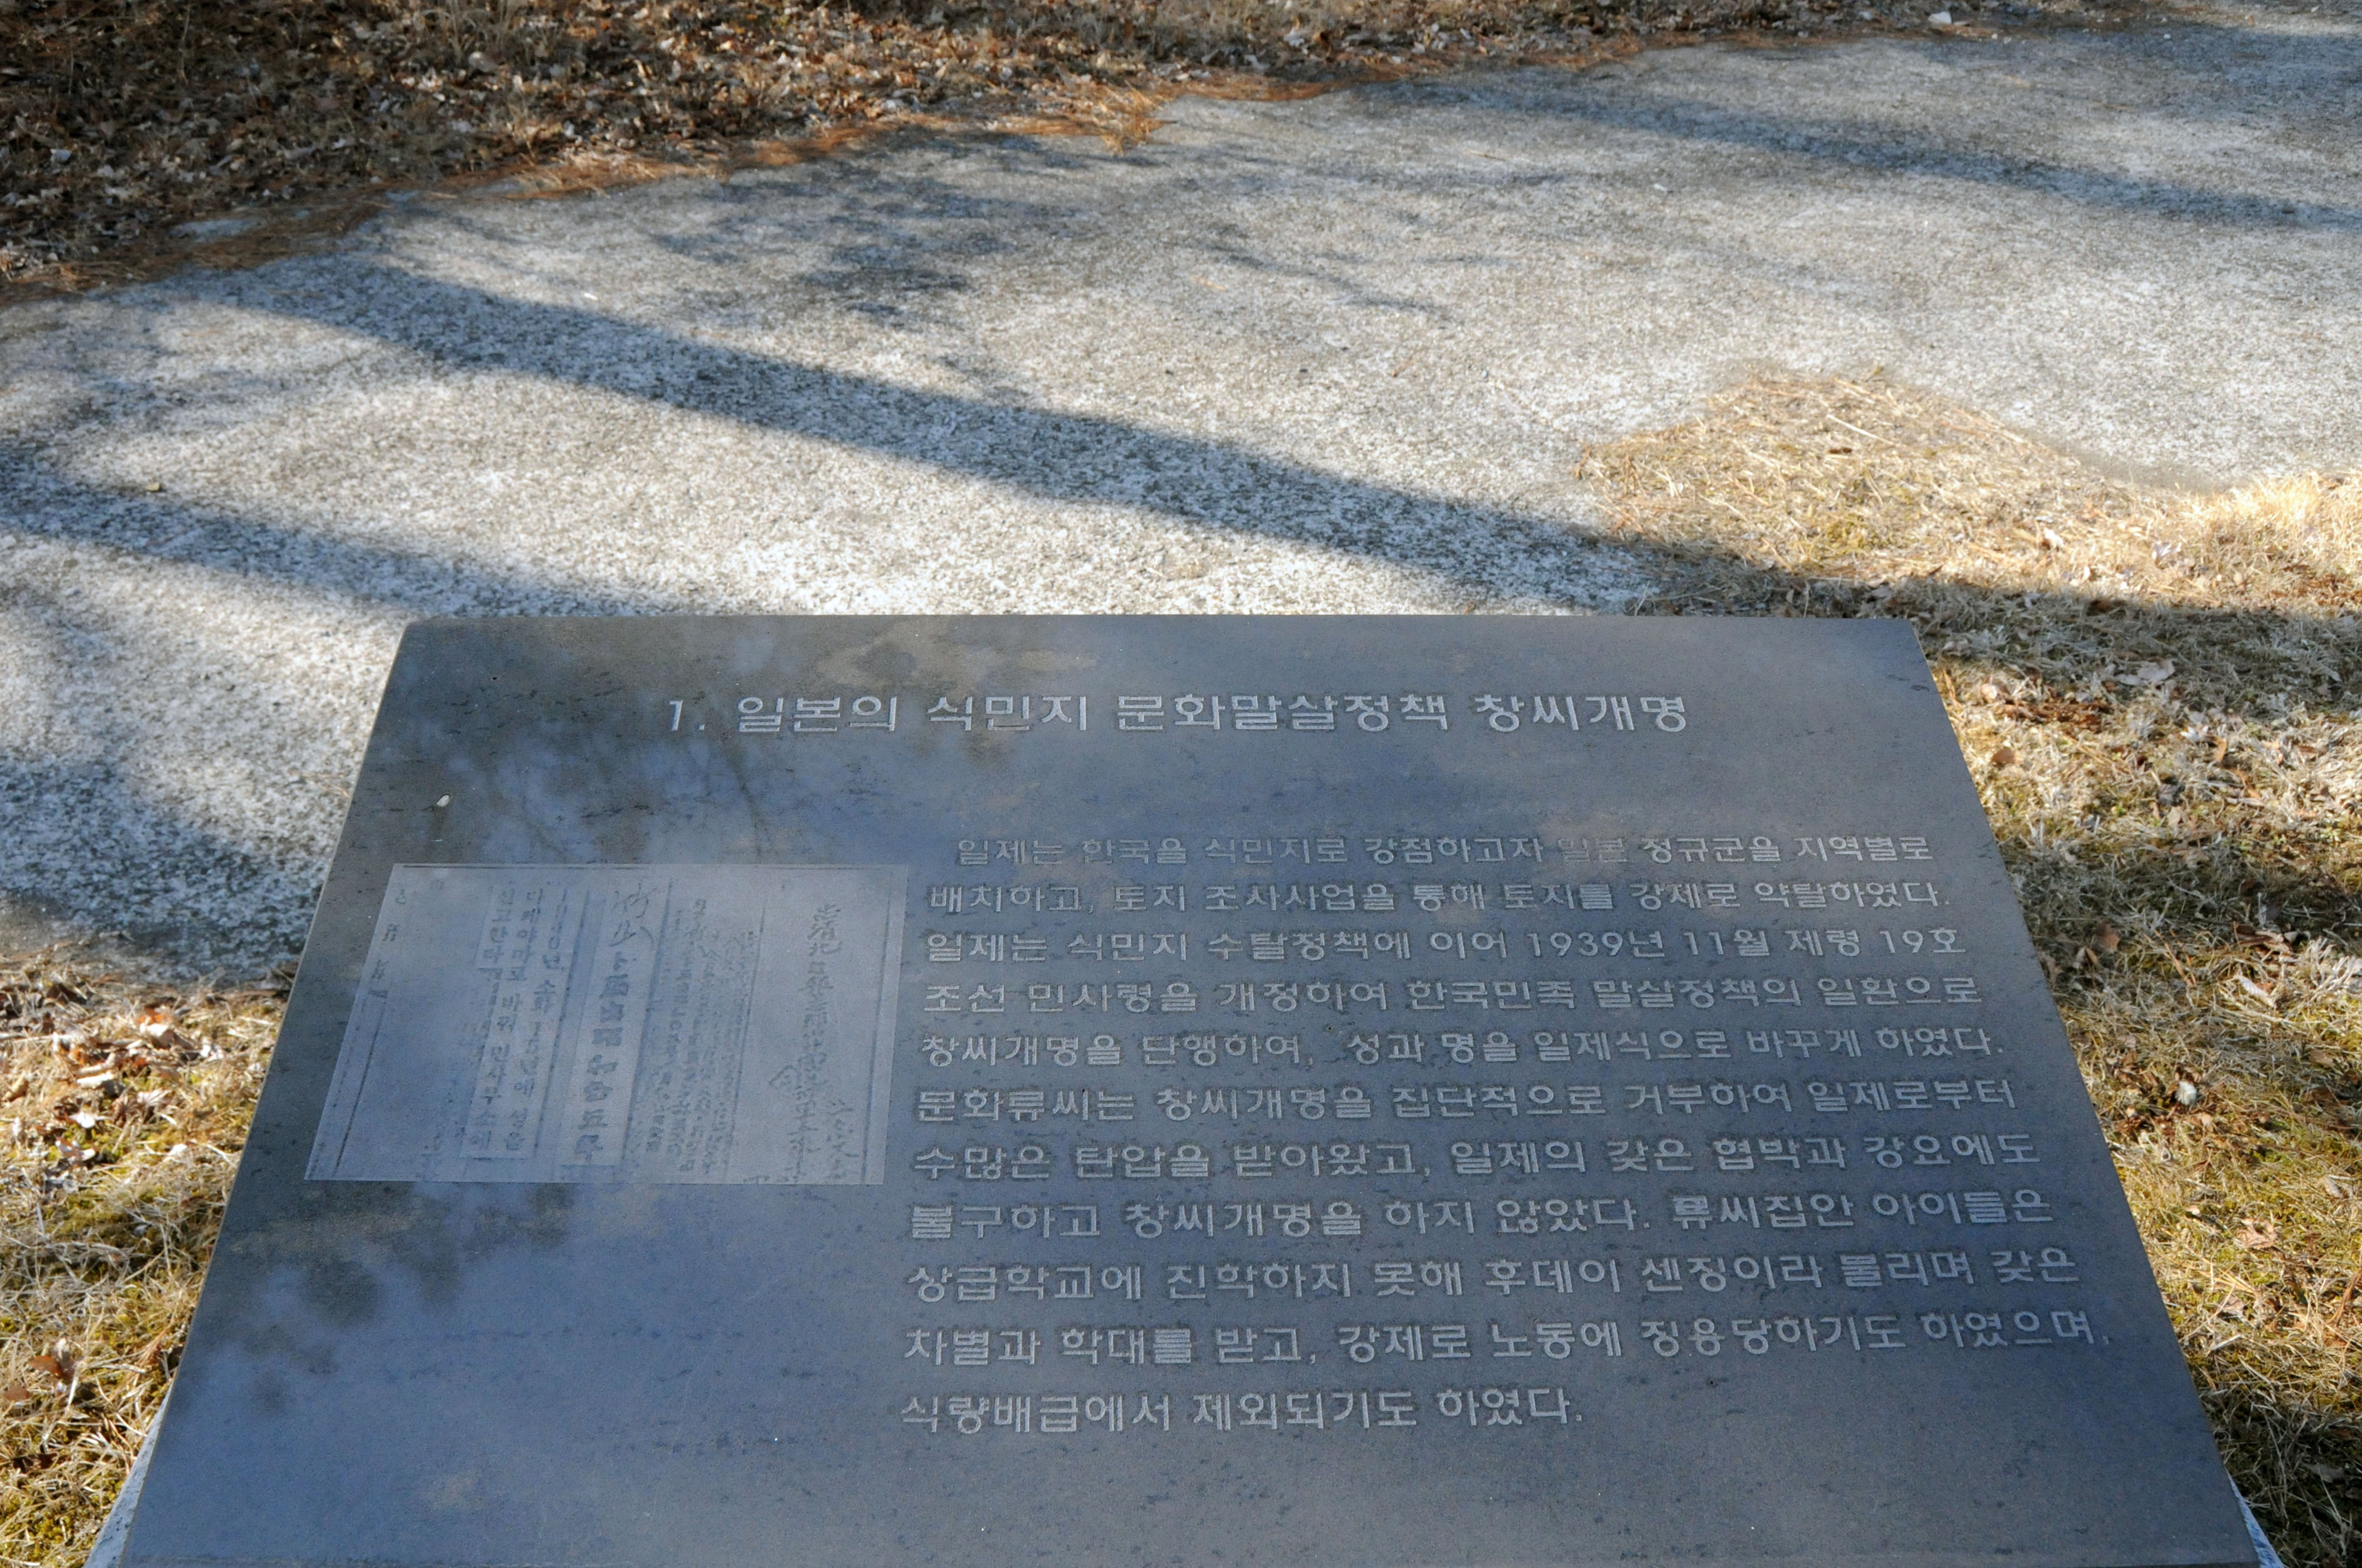 1. 일본의 식민지 문화말살정책 창씨개명
일제는 한국을 식민지로 강점하고자 일본 정규군을 지역별로
배치하고, 토지 조사사업을 통해 토지를 강제로 약탈하였다.
일제는 식민지 수탈정책에 이어 1939년 11월 제령 19호
조선 민사령을 개정하여 한국민족 말살정책의 일환으로
창씨개명을 단행하여, 성과 명을 일제식으로 바꾸게 하였다.
문화류씨는 창씨개명을 집단적으로 거부하여 일제로부터
수많은 탄압을 받아왔고, 일제의 갖은 협박과 강요에도
불구하고 창씨개명을 하지 않았다. 류씨집안 아이들은
상급학교에 진학하지 못해 후데이 센징이라 불리며 갖은
차별과 학대를 받고, 강제로 노동에 징용당하기도 하였으며,
식량배급에서 제외되기도 하였다.